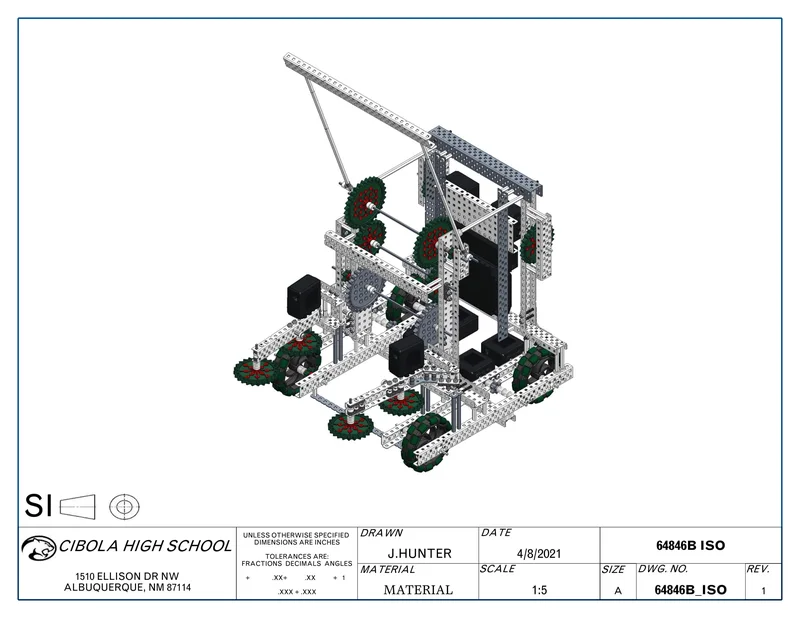 SI
CIBOLA HIGH SCHOOL
1510 ELLISON DR NW
ALBUQUERQUE, NM 87114
UNLESS OTHERWISE SPECIFIED
DIMENSIONS ARE INCHES
TOLERANCES ARE:
FRACTIONS DECIMALS ANGLES
+ .XX+ .XX + 1
.XXX + .XXX
DRAWN
J.HUNTER
DATE
4/8/2021
MATERIAL
MATERIAL
SCALE
1:5
64846B ISO
SIZE
A
DWG. NO.
64846B_ISO
REV.
1